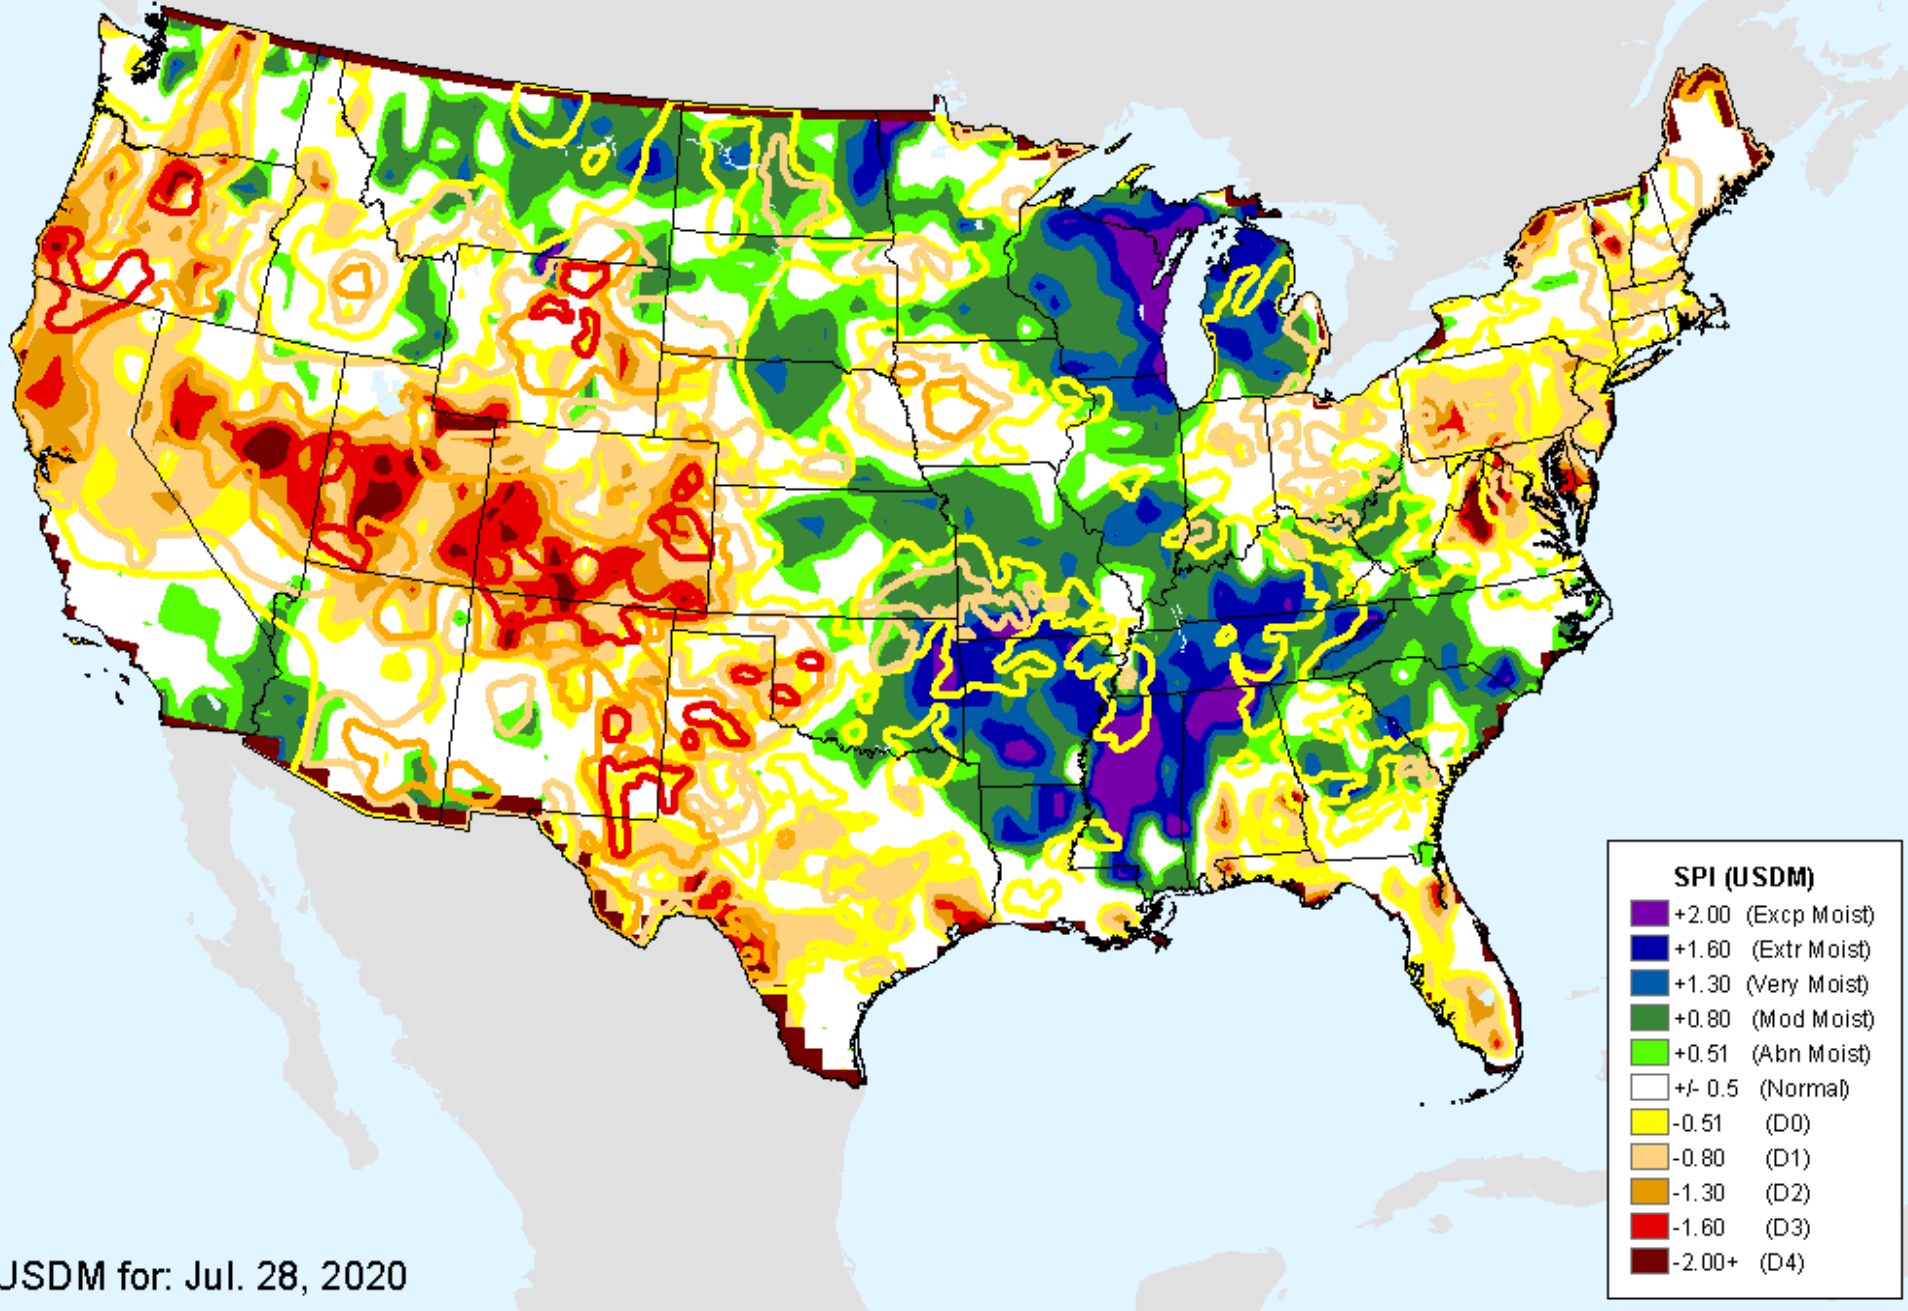 SPI (USDM)
+2.00 (Excp Moist)
+1.60 (Extr Moist)
+1.30 (Very Moist)
+0.80 (Mod Moist)
+0.51 (Abn Moist)
+/- 0.5 (Normal)
-0.51 (D0)
-0.80 (D1)
-1.30 (D2)
-1.60 (D3)
-2.00+ (D4)
USDM for: Jul. 28, 2020